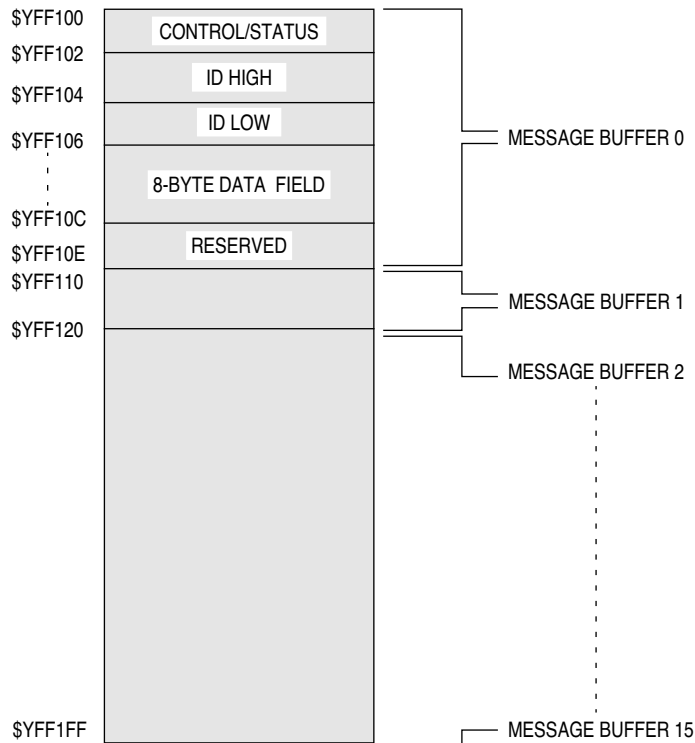 $YFF100
CONTROL/STATUS
$YFF102
ID HIGH
$YFF104
ID LOW
$YFF106
MESSAGE BUFFER 0
8-BYTE DATA FIELD
$YFF10C
RESERVED
$YFF10E
$YFF110
MESSAGE BUFFER 1
$YFF120
MESSAGE BUFFER 2
$YFF1FF
MESSAGE BUFFER 15